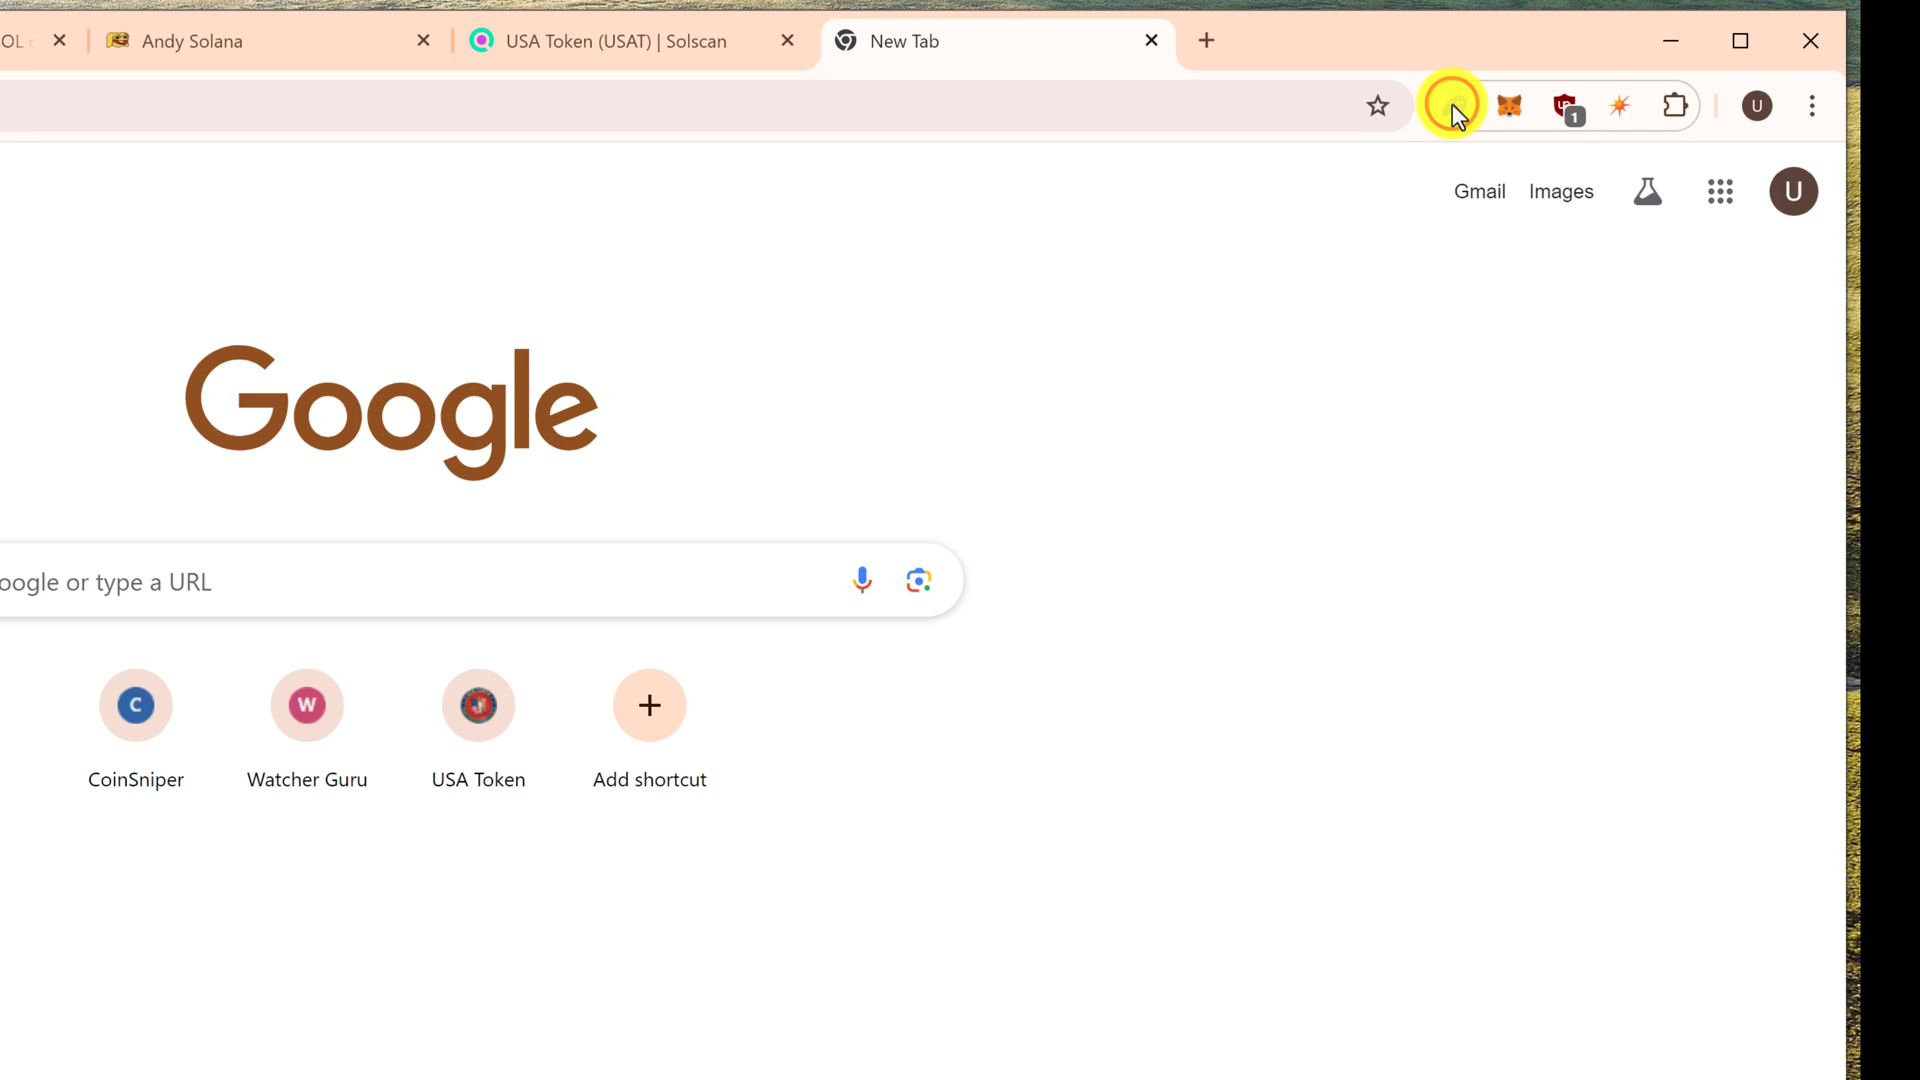 OL
Andy Solana
USA Token (USAT) | Solscan
New Tab
1
U
Gmail
Images
U
Google
oogle or type a URL
C
W
CoinSniper
Watcher Guru
USA Token
Add shortcut